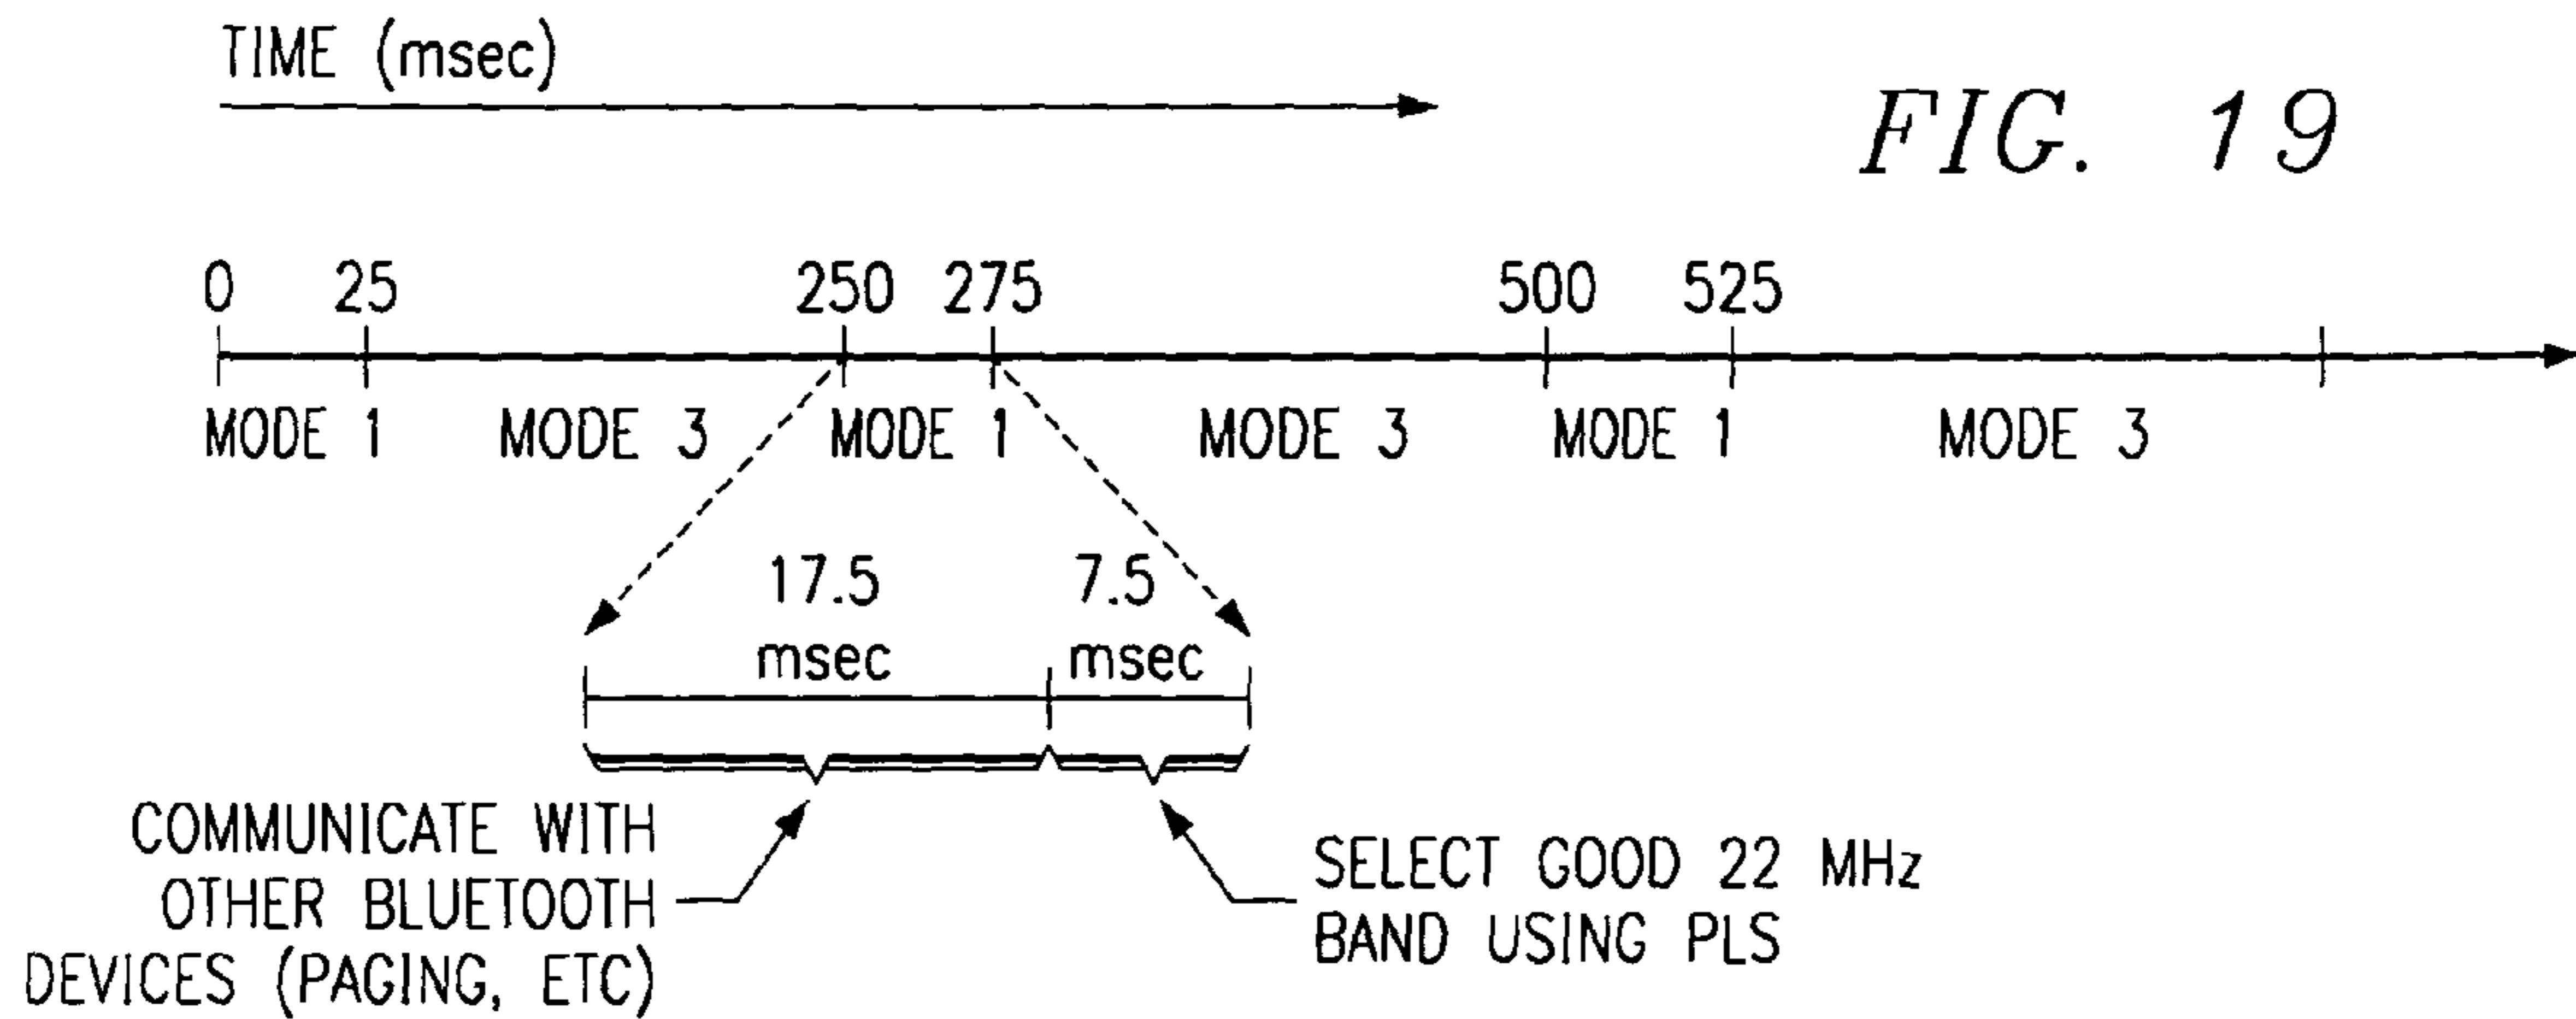 TIME (msec)
FIG. 19
0 25 250 275 500 525
MODE 1 MODE 3 MODE 1 MODE 3 MODE 1 MODE 3
17.5 7.5
msec msec
COMMUNICATE WITH
OTHER BLUETOOTH
DEVICES (PAGING, ETC)
SELECT GOOD 22 MHz
BAND USING PLS